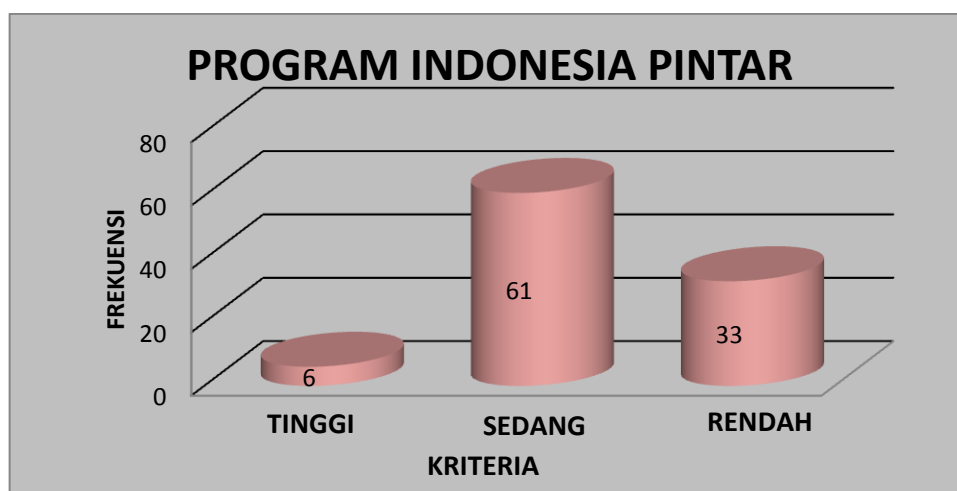 PROGRAM INDONESIA PINTAR
80
60
40
20
0
FREKUENSI
6
61
33
TINGGI
SEDANG
RENDAH
KRITERIA